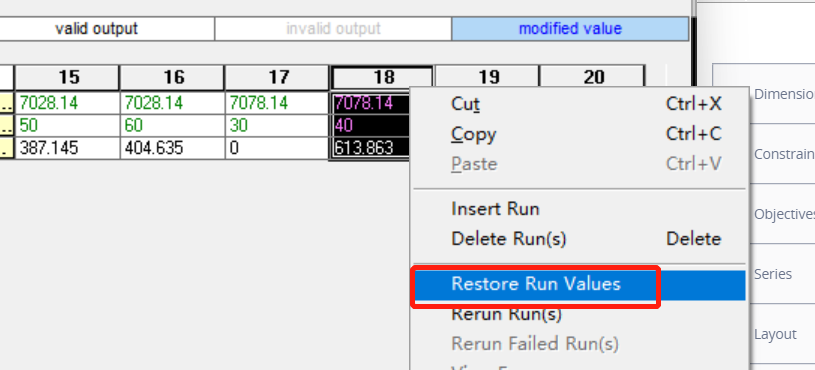 valid output invalid output modified value
15 16 17 18 19 20
.. 7028.14 7028.14 7078.14 7078.14
.. 50 60 30 40
. 387.145 404.635 0 613.863
Cut Ctrl+X
Copy Ctrl+C
Paste Ctrl+V
Insert Run
Delete Run(s) Delete
Restore Run Values
Rerun Run(s)
Rerun Failed Run(s)
Dimensio
Constrain
Objectives
Series
Layout